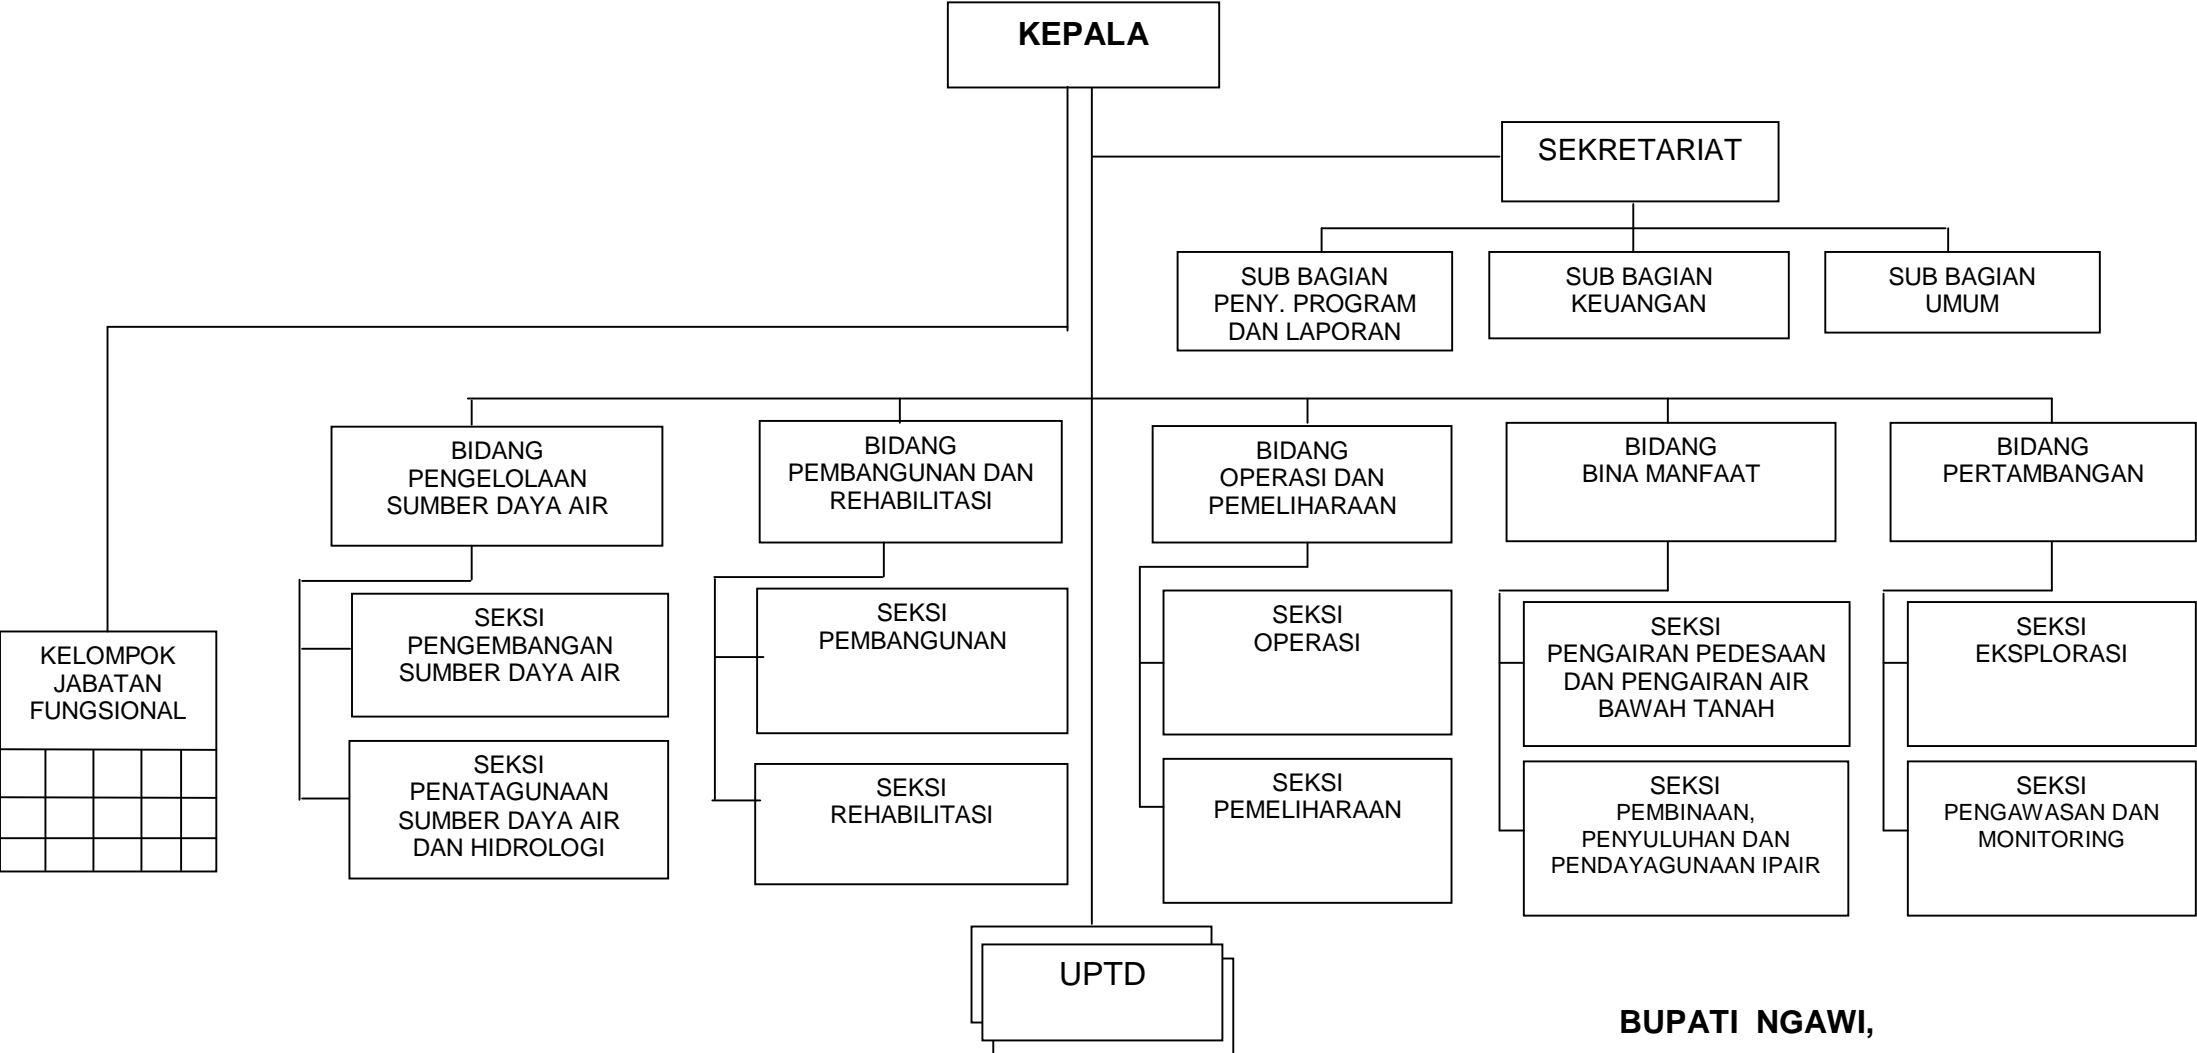 KEPALA
SEKRETARIAT
SUB BAGIAN
PENY. PROGRAM
DAN LAPORAN
SUB BAGIAN
KEUANGAN
SUB BAGIAN
UMUM
BIDANG
PENGELOLAAN
SUMBER DAYA AIR
BIDANG
PEMBANGUNAN DAN
REHABILITASI
BIDANG
OPERASI DAN
PEMELIHARAAN
BIDANG
BINA MANFAAT
BIDANG
PERTAMBANGAN
KELOMPOK
JABATAN
FUNGSIONAL
SEKSI
PENGEMBANGAN
SUMBER DAYA AIR
SEKSI
PEMBANGUNAN
SEKSI
OPERASI
SEKSI
PENGAIRAN PEDESAAN
DAN PENGAIRAN AIR
BAWAH TANAH
SEKSI
EKSPLORASI
SEKSI
PENATAGUNAAN
SUMBER DAYA AIR
DAN HIDROLOGI
SEKSI
REHABILITASI
SEKSI
PEMELIHARAAN
SEKSI
PEMBINAAN,
PENYULUHAN DAN
PENDAYAGUNAAN IPAIR
SEKSI
PENGAWASAN DAN
MONITORING
UPTD
BUPATI NGAWI,